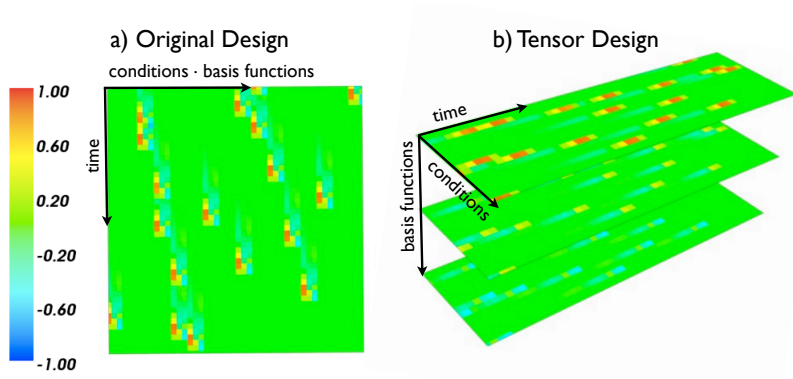 a) Original Design
b) Tensor Design
conditions · basis functions
time
1.00
0.60
0.20
-0.20
-0.60
-1.00
time
conditions
basis functions